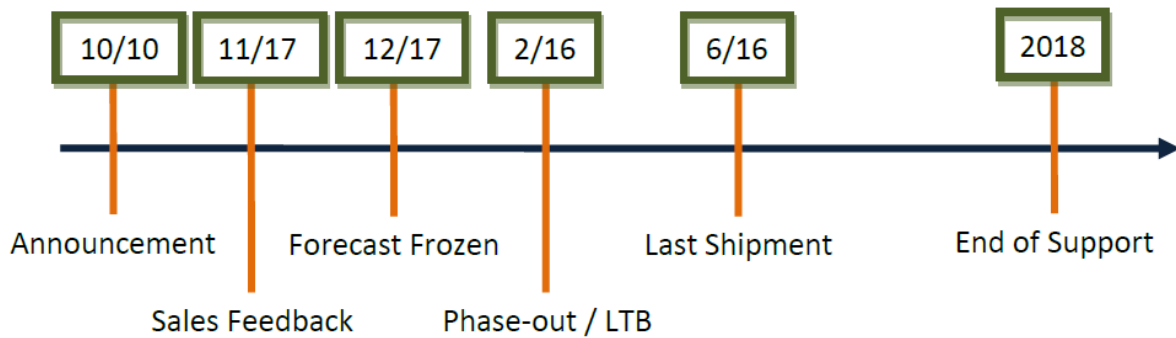 10/10
11/17
12/17
2/16
6/16
2018
Announcement
Forecast Frozen
Last Shipment
End of Support
Sales Feedback
Phase-out / LTB